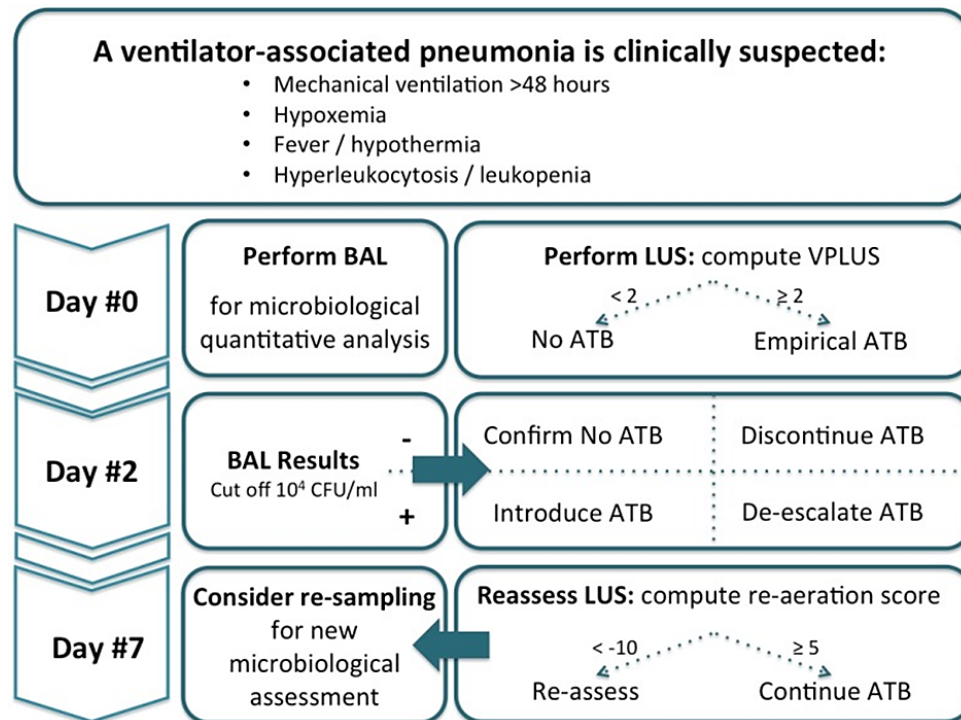 A ventilator-associated pneumonia is clinically suspected:
• Mechanical ventilation >48 hours
• Hypoxemia
• Fever / hypothermia
• Hyperleukocytosis / leukopenia
Day #0
Perform BAL
for microbiological
quantitative analysis
Perform LUS: compute VPLUS
< 2
≥ 2
No ATB
Empirical ATB
Day #2
BAL Results
Cut off 10⁴ CFU/ml
-
+
Confirm No ATB
Discontinue ATB
Introduce ATB
De-escalate ATB
Day #7
Consider re-sampling
for new
microbiological
assessment
Reassess LUS: compute re-aeration score
< -10
≥ 5
Re-assess
Continue ATB